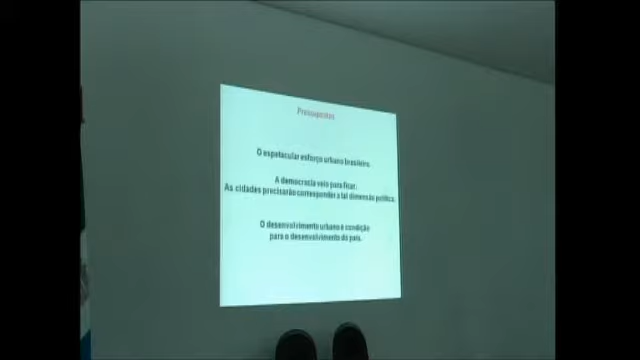 Pressupostos
O espetacular esforço urbano brasileiro.
A democracia veio para ficar.
As cidades precisarão corresponder a tal dimensão política.
O desenvolvimento urbano é condição
para o desenvolvimento do país.